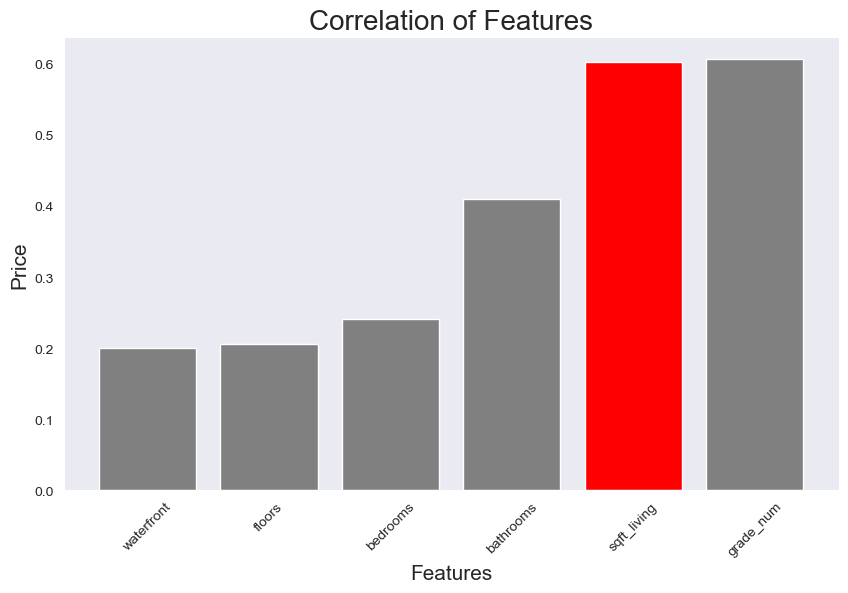 Correlation of Features
Price
0.6
0.5
0.4
0.3
0.2
0.1
0.0
waterfront
floors
bedrooms
bathrooms
sqft_living
grade_num
Features